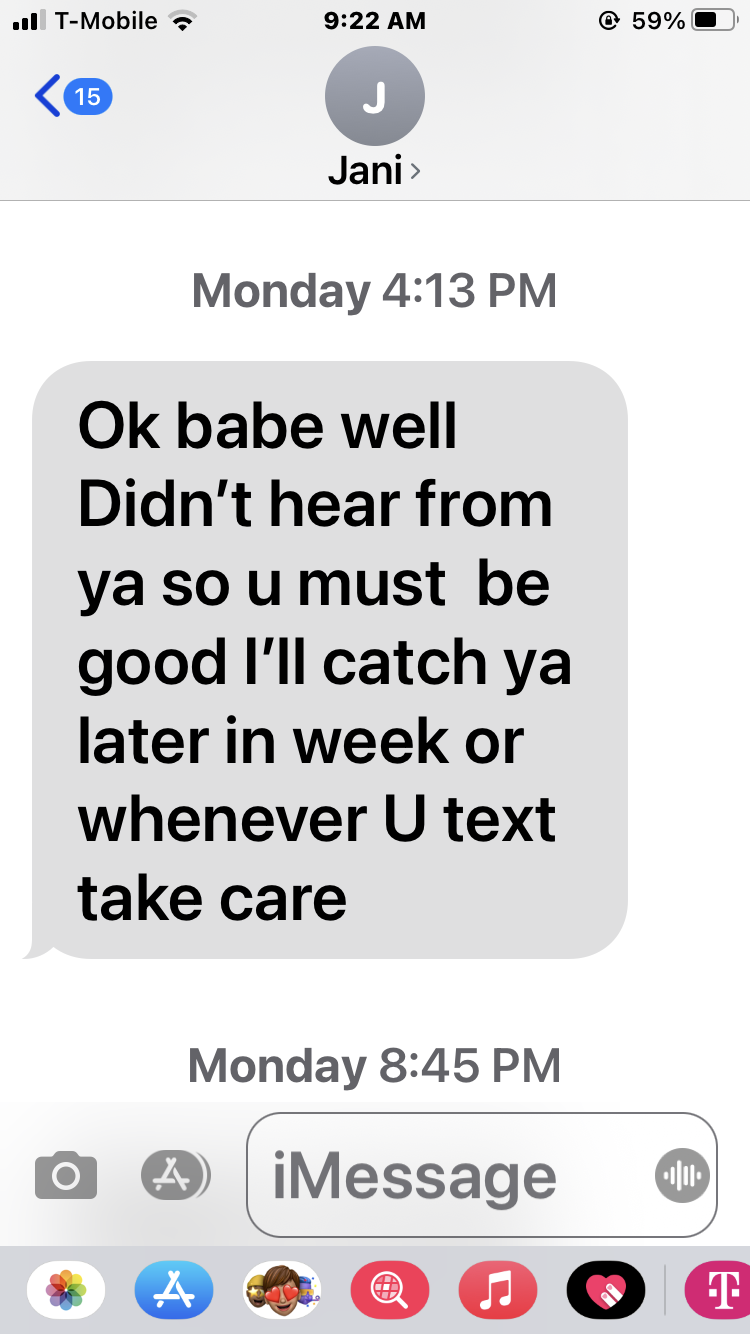 T-Mobile 9:22 AM 59%
15
J
Jani
Monday 4:13 PM
Ok babe well
Didn’t hear from
ya so u must  be
good I’ll catch ya
later in week or
whenever U text
take care
Monday 8:45 PM
iMessage
T